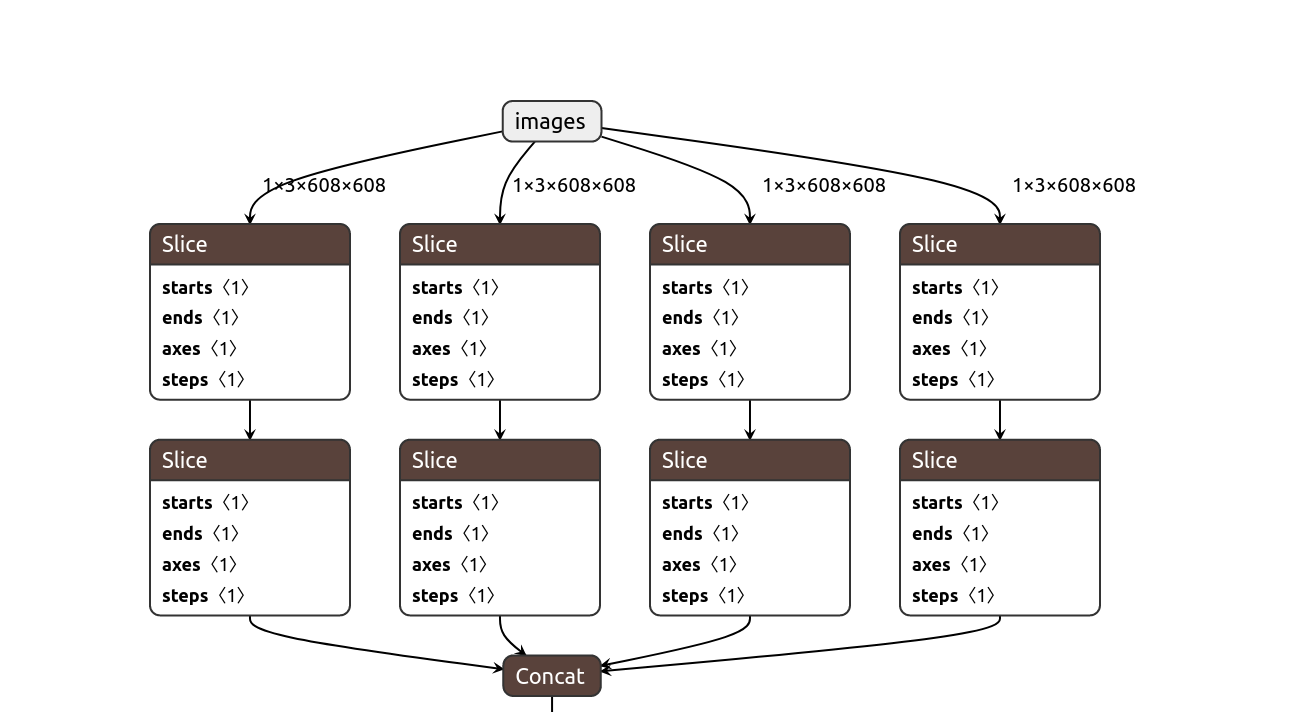 images
1×3×608×608 1×3×608×608 1×3×608×608 1×3×608×608
Slice Slice Slice Slice
starts〈1〉 starts〈1〉 starts〈1〉 starts〈1〉
ends〈1〉 ends〈1〉 ends〈1〉 ends〈1〉
axes〈1〉 axes〈1〉 axes〈1〉 axes〈1〉
steps〈1〉 steps〈1〉 steps〈1〉 steps〈1〉
Slice Slice Slice Slice
starts〈1〉 starts〈1〉 starts〈1〉 starts〈1〉
ends〈1〉 ends〈1〉 ends〈1〉 ends〈1〉
axes〈1〉 axes〈1〉 axes〈1〉 axes〈1〉
steps〈1〉 steps〈1〉 steps〈1〉 steps〈1〉
Concat